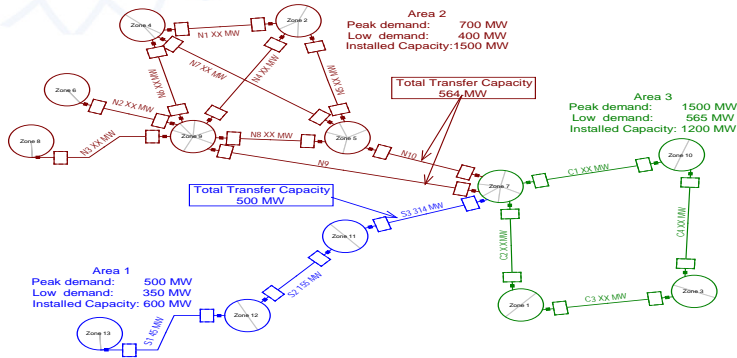 Area 2
Peak demand: 700 MW
Low demand: 400 MW
Installed Capacity:1500 MW
Zone 4
N1 XX MW
Zone 2
N7 XX MW
N4 XX MW
Zone 6
N2 XX MW
Zone 8
N3 XX MW
Zone 9
N8 XX MW
Zone 5
N9
N10
Total Transfer Capacity
564 MW
Area 3
Peak demand: 1500 MW
Low demand: 565 MW
Installed Capacity: 1200 MW
Zone 10
C1 XX MW
Zone 7
C2 XX MW
C4 XX MW
Zone 1
C3 XX MW
Zone 3
Total Transfer Capacity
500 MW
S3 314 MW
Zone 11
S2 155 MW
Area 1
Peak demand: 500 MW
Low demand: 350 MW
Installed Capacity: 600 MW
Zone 12
S1 45 MW
Zone 13